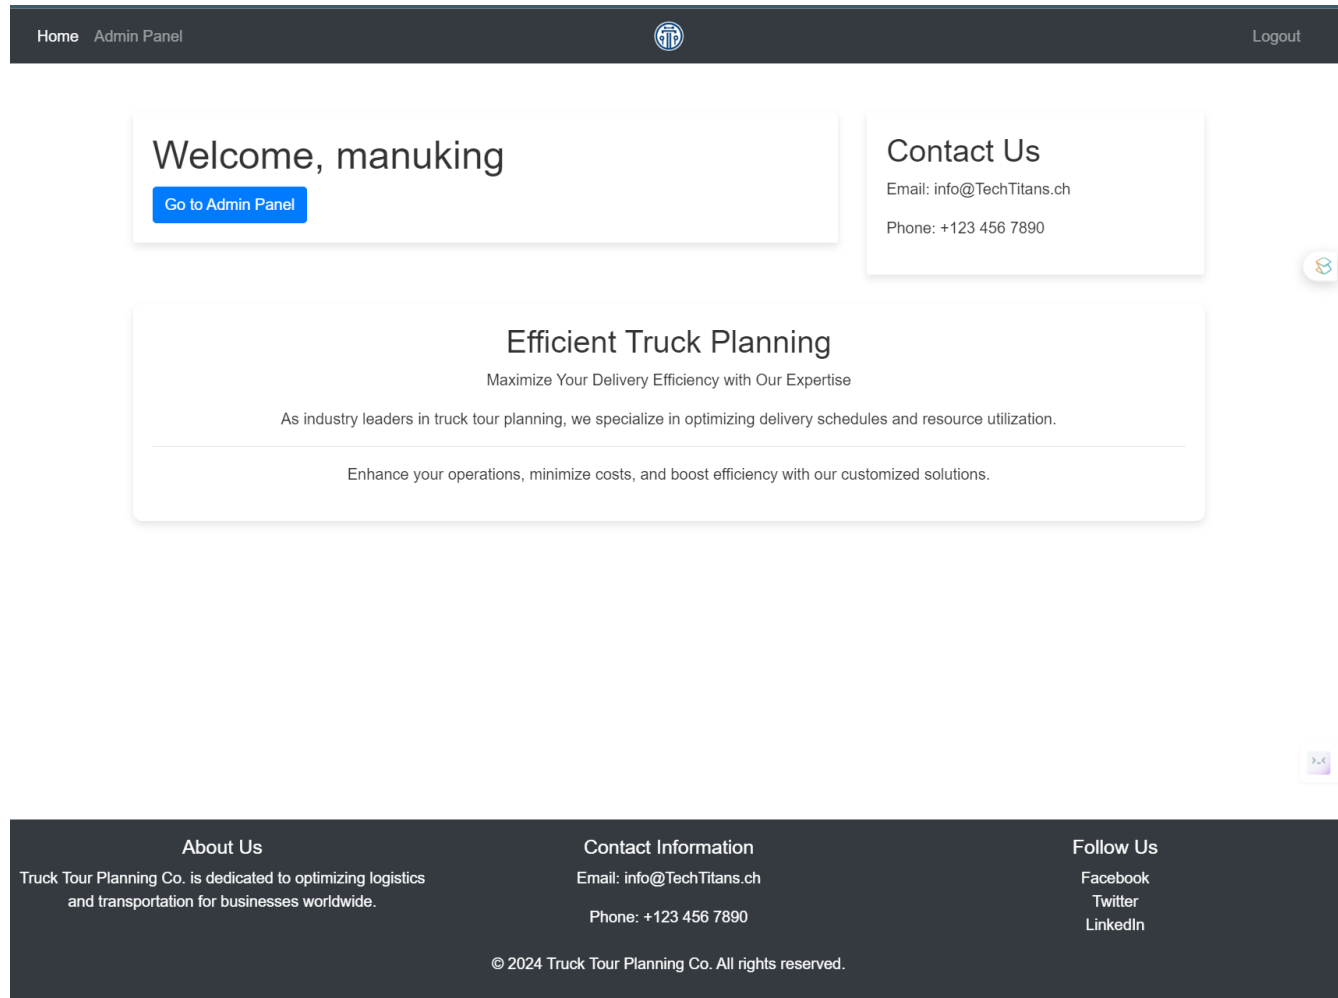 Home Admin Panel Logout
Welcome, manuking
Go to Admin Panel
Contact Us
Email: info@TechTitans.ch
Phone: +123 456 7890
Efficient Truck Planning
Maximize Your Delivery Efficiency with Our Expertise
As industry leaders in truck tour planning, we specialize in optimizing delivery schedules and resource utilization.
Enhance your operations, minimize costs, and boost efficiency with our customized solutions.
About Us
Truck Tour Planning Co. is dedicated to optimizing logistics
and transportation for businesses worldwide.
Contact Information
Email: info@TechTitans.ch
Phone: +123 456 7890
Follow Us
Facebook
Twitter
LinkedIn
© 2024 Truck Tour Planning Co. All rights reserved.